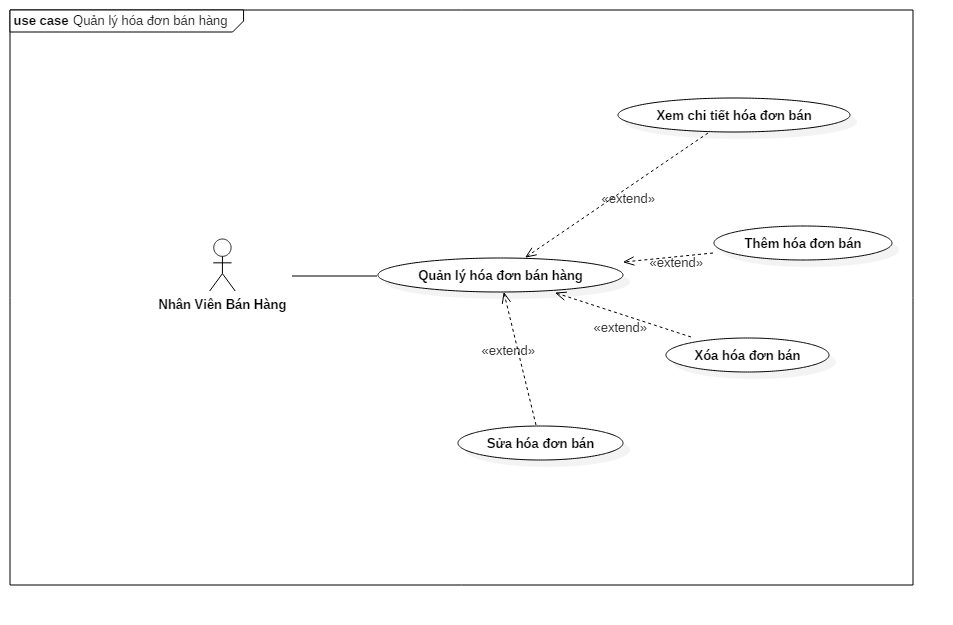 use case Quản lý hóa đơn bán hàng
Xem chi tiết hóa đơn bán
«extend»
Thêm hóa đơn bán
«extend»
Quản lý hóa đơn bán hàng
Nhân Viên Bán Hàng
«extend»
«extend»
Xóa hóa đơn bán
Sửa hóa đơn bán